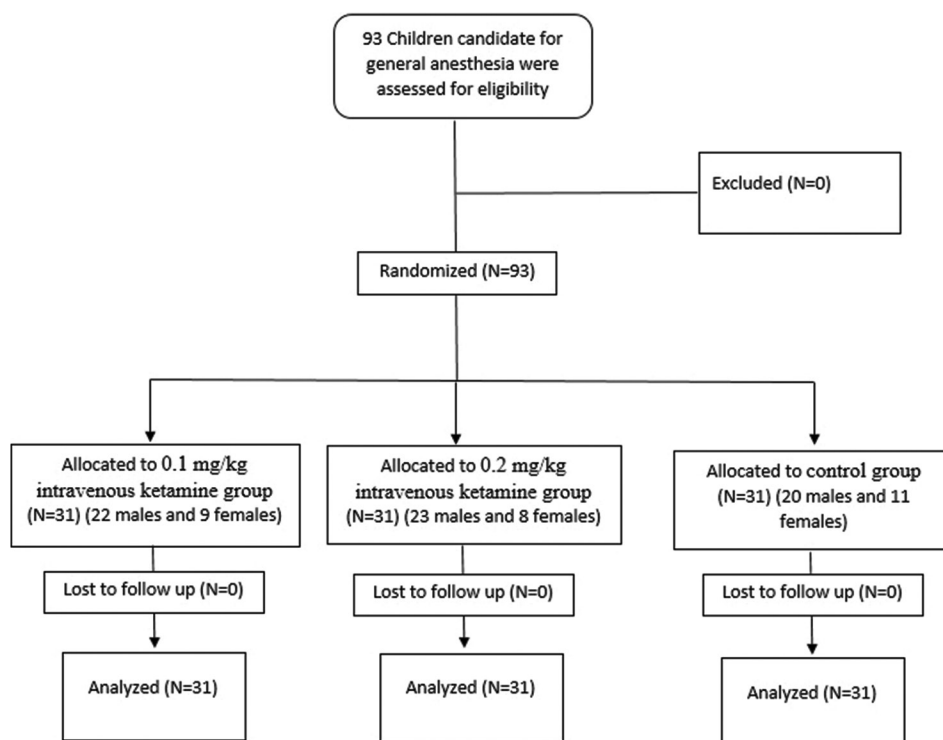 93 Children candidate for
general anesthesia were
assessed for eligibility
Excluded (N=0)
Randomized (N=93)
Allocated to 0.1 mg/kg
intravenous ketamine group
(N=31) (22 males and 9 females)
Allocated to 0.2 mg/kg
intravenous ketamine group
(N=31) (23 males and 8 females)
Allocated to control group
(N=31) (20 males and 11
females)
Lost to follow up (N=0)
Lost to follow up (N=0)
Lost to follow up (N=0)
Analyzed (N=31)
Analyzed (N=31)
Analyzed (N=31)